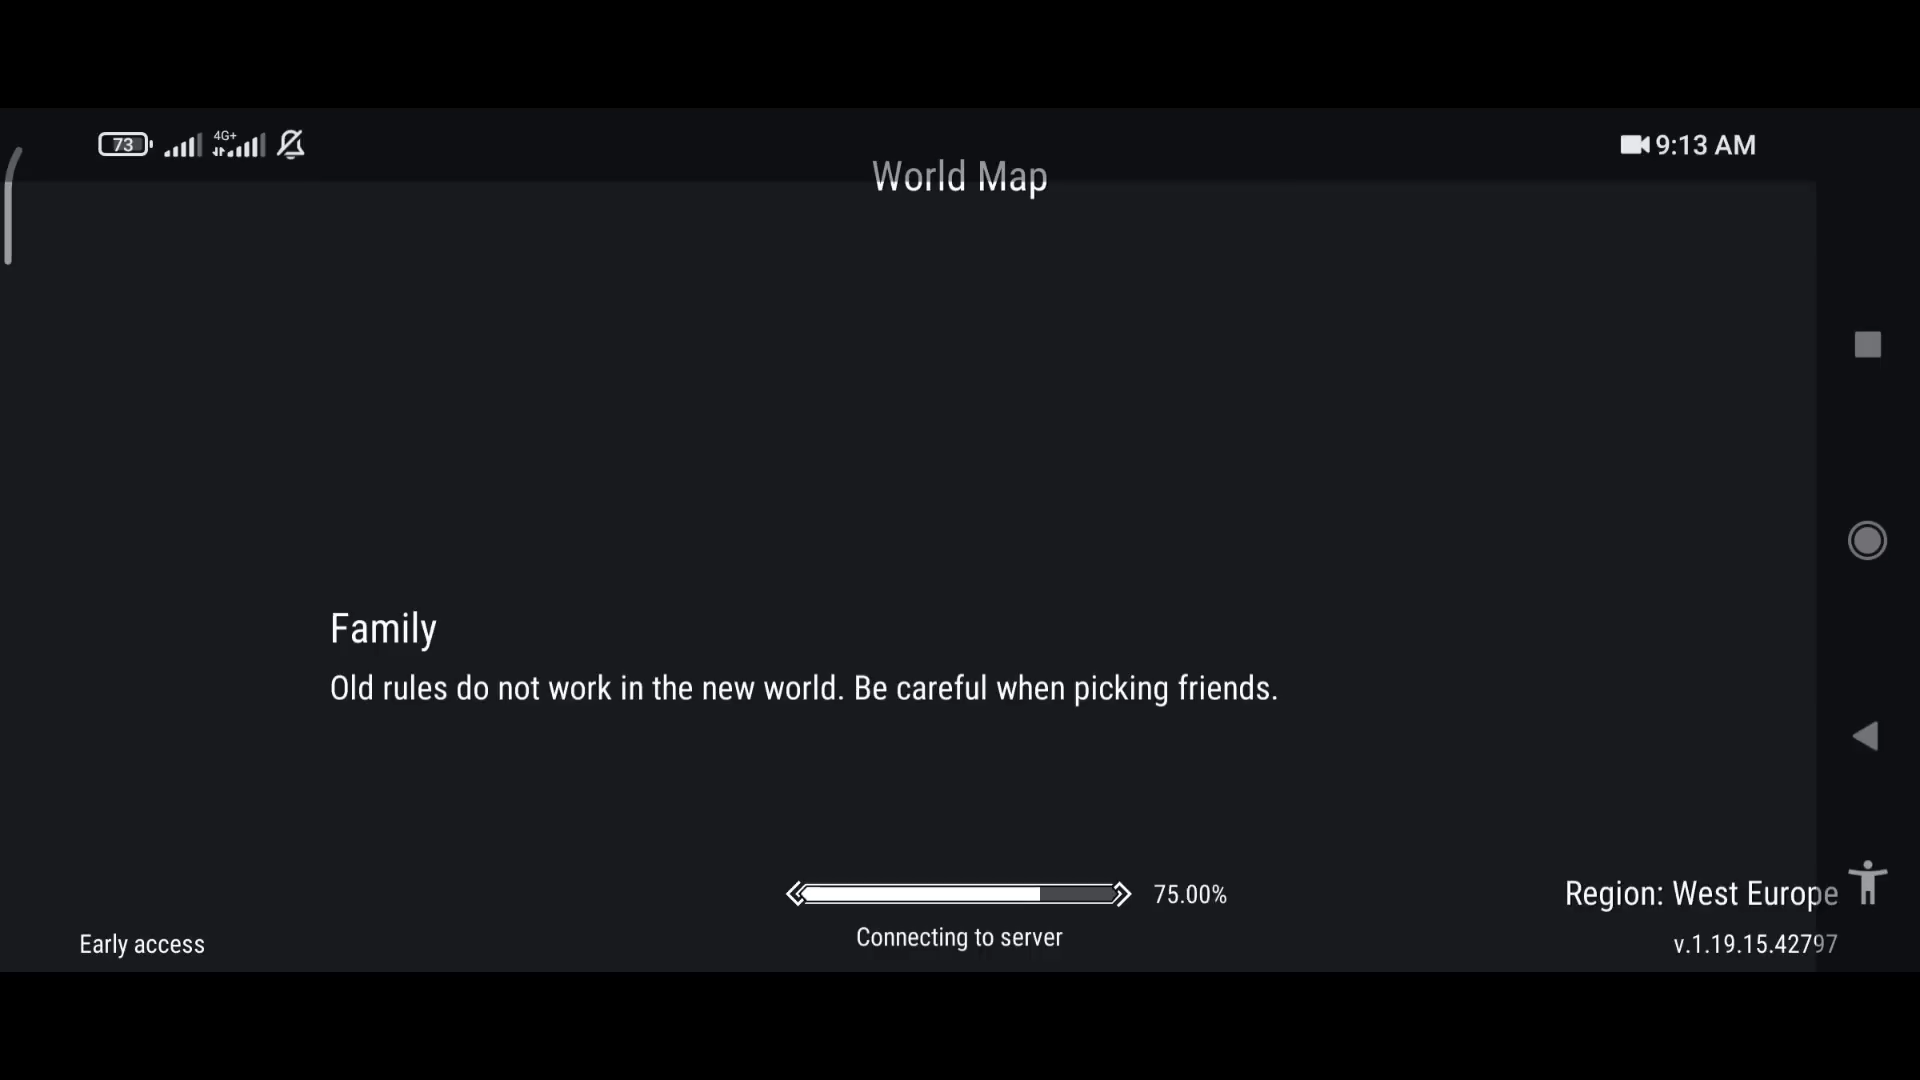 73
4G+
9:13 AM
World Map
Family
Old rules do not work in the new world. Be careful when picking friends.
75.00%
Connecting to server
Region: West Europe
Early access
v.1.19.15.42797